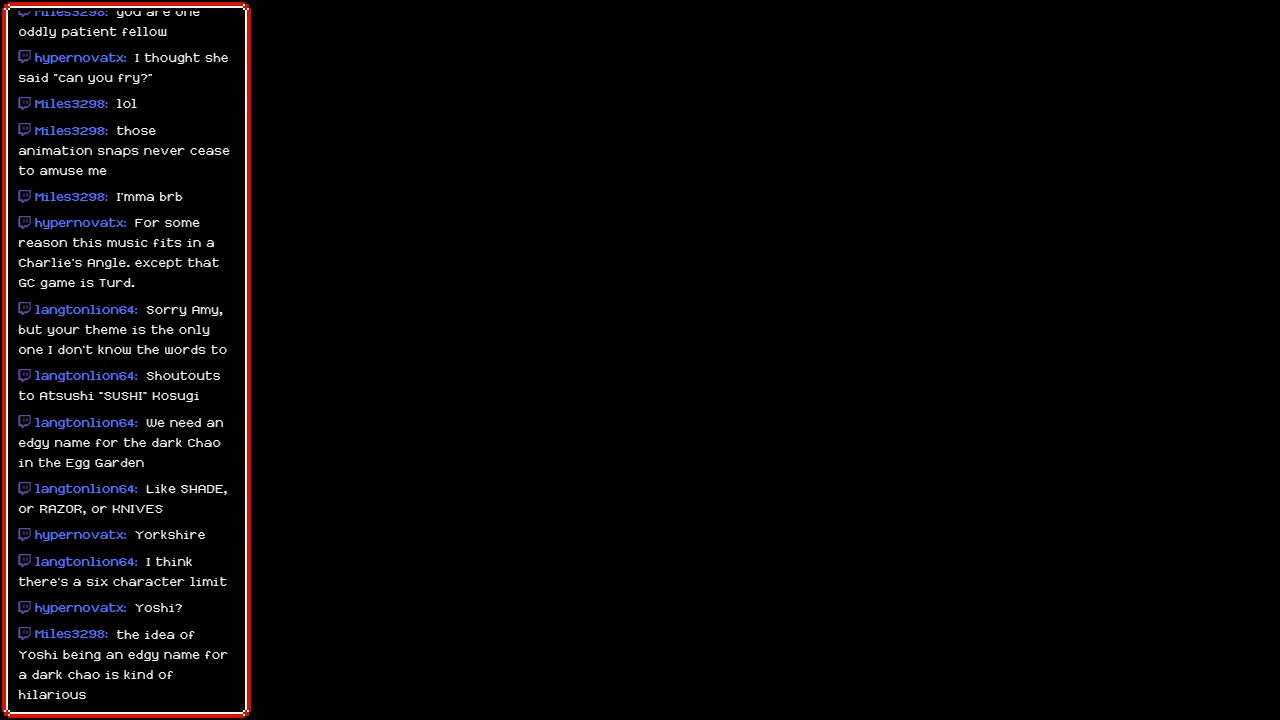 Miles3298: you are one
oddly patient fellow
hypernovatx: I thought she
said "can you fry?"
Miles3298: lol
Miles3298: those
animation snaps never cease
to amuse me
Miles3298: I'mma brb
hypernovatx: For some
reason this music fits in a
Charlie's Angle. except that
GC game is Turd.
langtonlion64: Sorry Amy,
but your theme is the only
one I don't know the words to
langtonlion64: Shoutouts
to Atsushi "SUSHI" Kosugi
langtonlion64: We need an
edgy name for the dark Chao
in the Egg Garden
langtonlion64: Like SHADE,
or RAZOR, or KNIVES
hypernovatx: Yorkshire
langtonlion64: I think
there's a six character limit
hypernovatx: Yoshi?
Miles3298: the idea of
Yoshi being an edgy name for
a dark chao is kind of
hilarious